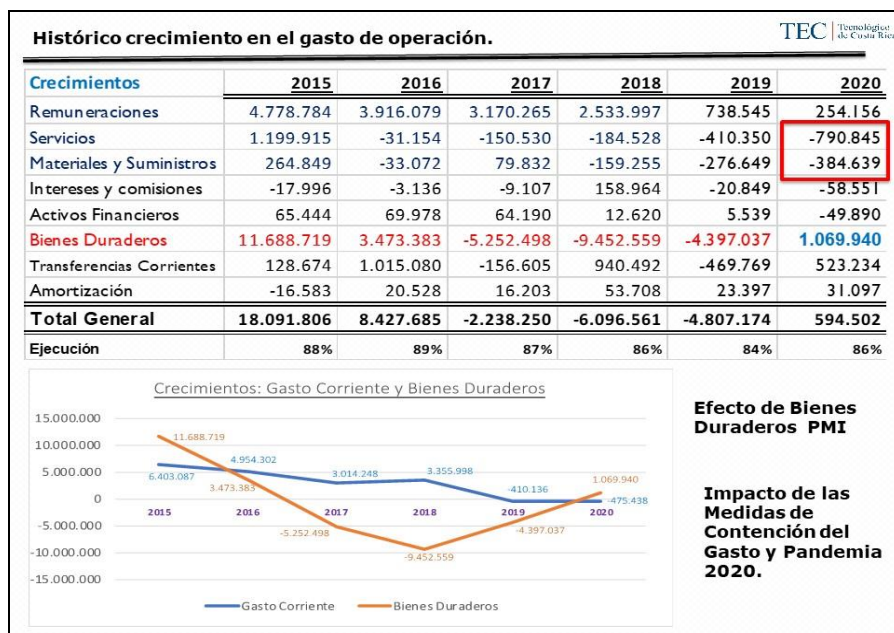 Histórico crecimiento en el gasto de operación.
TEC | Tecnológico
de Costa Rica
Crecimientos 2015 2016 2017 2018 2019 2020
Remuneraciones 4.778.784 3.916.079 3.170.265 2.533.997 738.545 254.156
Servicios 1.199.915 -31.154 -150.530 -184.528 -410.350 -790.845
Materiales y Suministros 264.849 -33.072 79.832 -159.255 -276.649 -384.639
Intereses y comisiones -17.996 -3.136 -9.107 158.964 -20.849 -58.551
Activos Financieros 65.444 69.978 64.190 12.620 5.539 -49.890
Bienes Duraderos 11.688.719 3.473.383 -5.252.498 -9.452.559 -4.397.037 1.069.940
Transferencias Corrientes 128.674 1.015.080 -156.605 940.492 -469.769 523.234
Amortización -16.583 20.528 16.203 53.708 23.397 31.097
Total General 18.091.806 8.427.685 -2.238.250 -6.096.561 -4.807.174 594.502
Ejecución 88% 89% 87% 86% 84% 86%
Crecimientos: Gasto Corriente y Bienes Duraderos
15.000.000
10.000.000
5.000.000
0
-5.000.000
-10.000.000
-15.000.000
11.688.719
6.403.087
4.954.302
3.473.383
3.014.248
3.355.998
-410.136
1.069.940
-475.438
2015 2016 2017 2018 2019 2020
-5.252.498
-9.452.559
-4.397.037
Gasto Corriente Bienes Duraderos
Efecto de Bienes
Duraderos PMI
Impacto de las
Medidas de
Contención del
Gasto y Pandemia
2020.